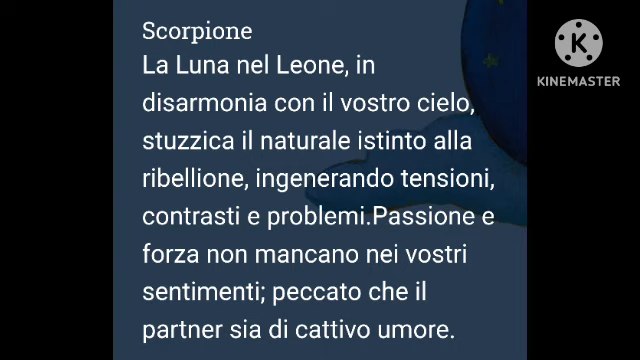 Scorpione
La Luna nel Leone, in
disarmonia con il vostro cielo,
stuzzica il naturale istinto alla
ribellione, ingenerando tensioni,
contrasti e problemi.Passione e
forza non mancano nei vostri
sentimenti; peccato che il
partner sia di cattivo umore.
K
KINEMASTER